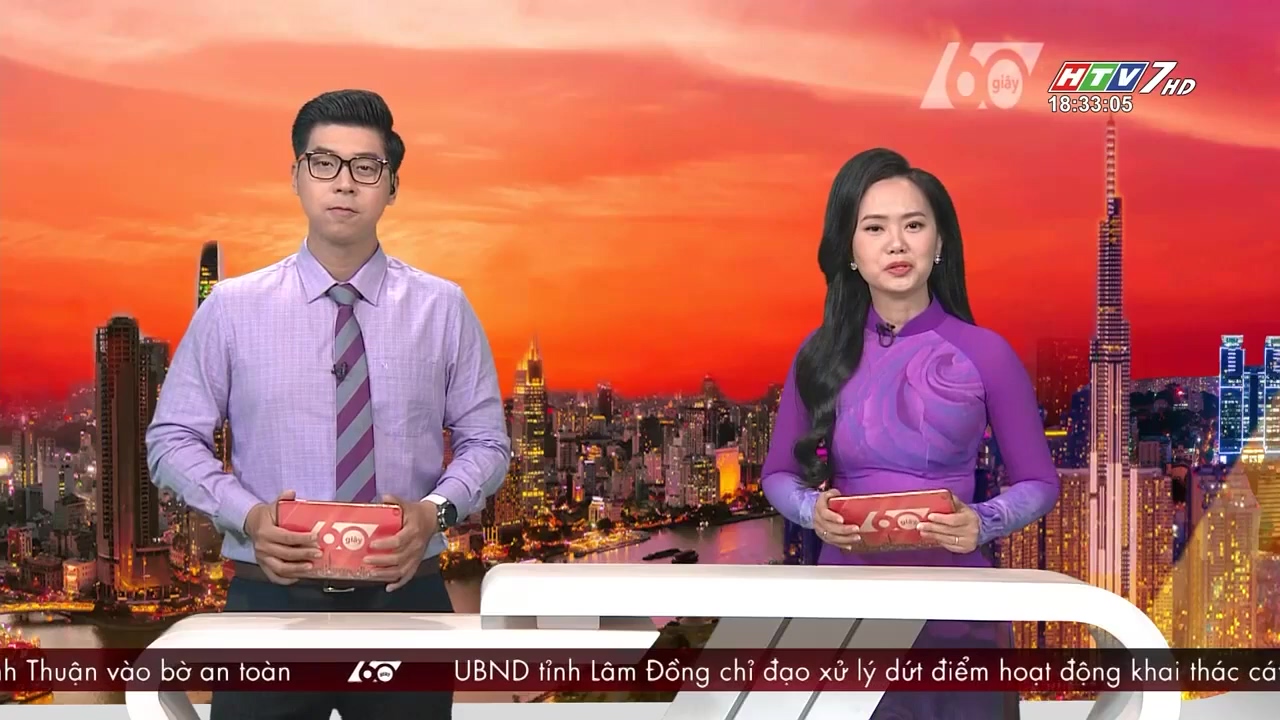 60 giây
HTV7 HD
18:33:05
60 giây
60 giây
Thuận vào bờ an toàn 60 giây UBND tỉnh Lâm Đồng chỉ đạo xử lý dứt điểm hoạt động khai thác